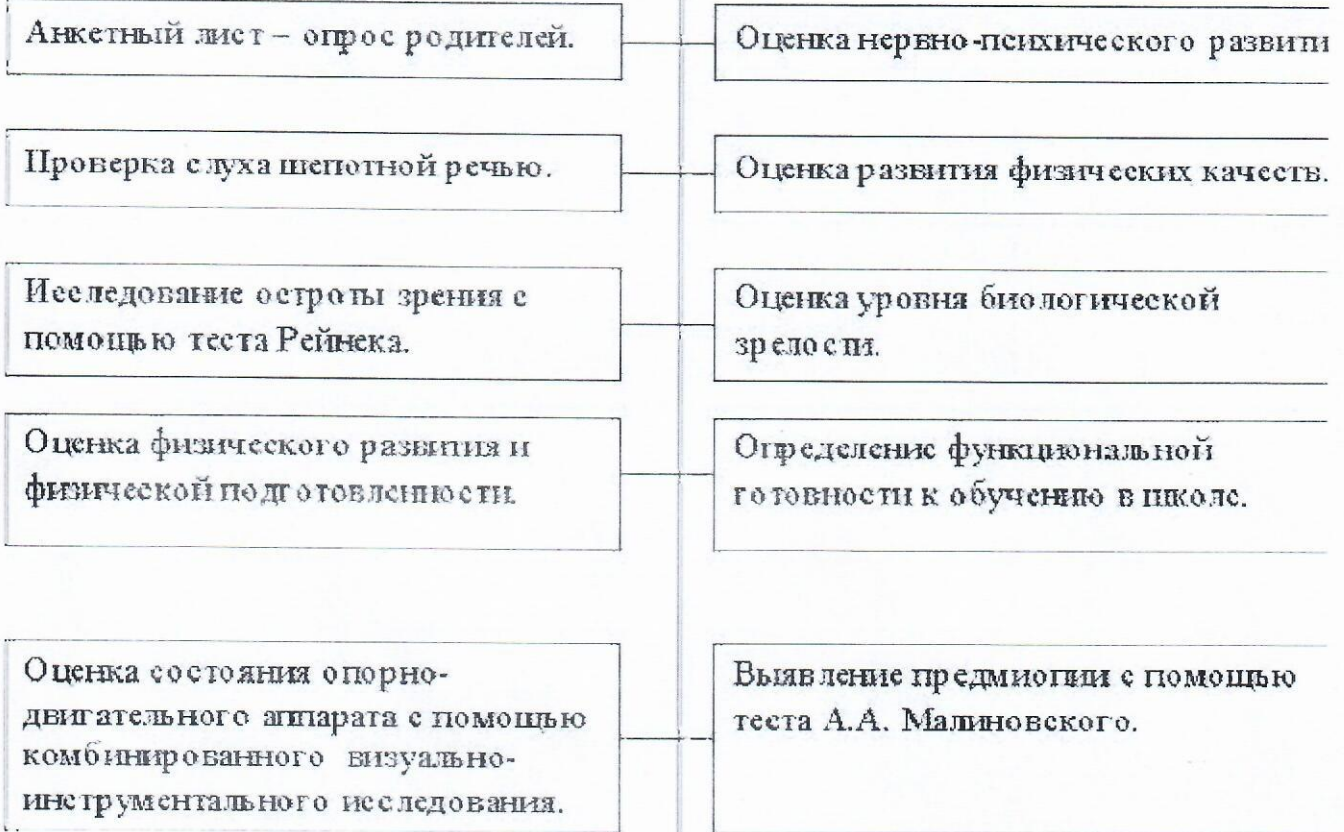 Анкетный лист – опрос родителей.
Оценка нервно-психического развити
Проверка слуха шепотной речью.
Оценка развития физических качеств.
Исследование остроты зрения с
помощью теста Рейнека.
Оценка уровня биологической
зрелости.
Оценка физического развития и
физической подготовленности.
Определение функциональной
готовности к обучению в школе.
Оценка состояния опорно-
двигательного аппарата с помощью
комбинированного визуально-
инструментального исследования.
Выявление предмиопии с помощью
теста А.А. Малиновского.